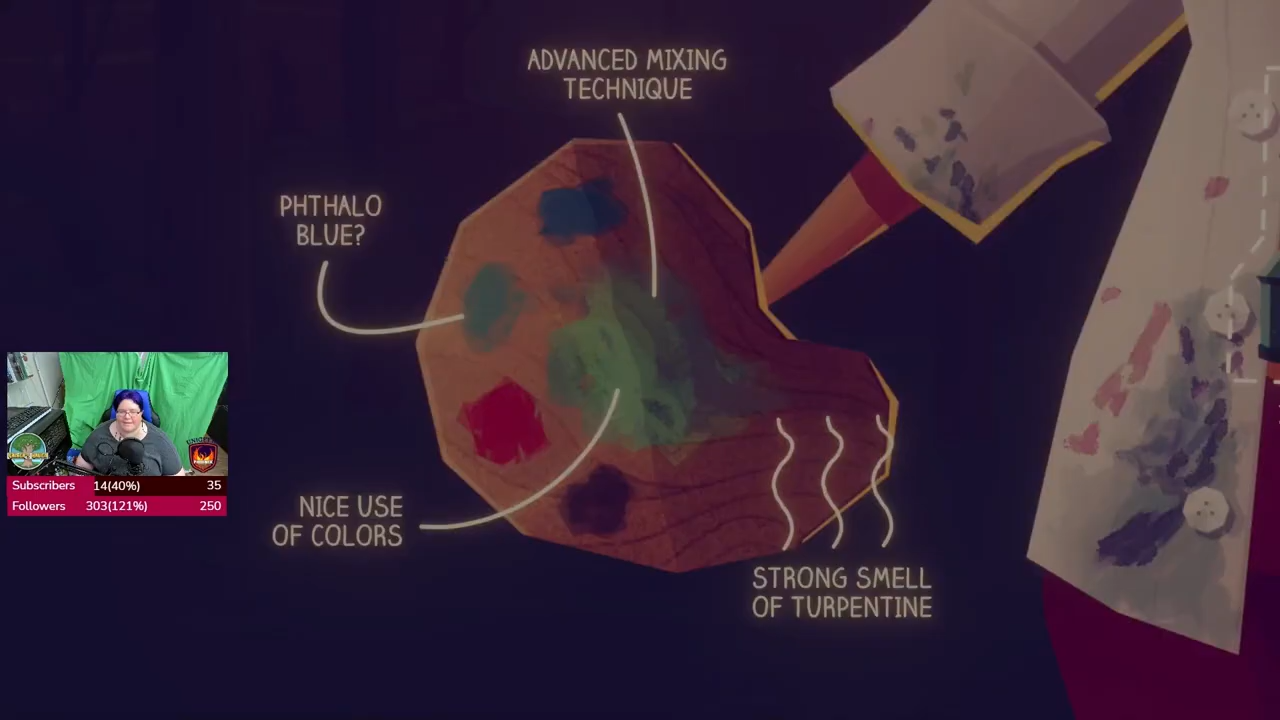 ADVANCED MIXING
TECHNIQUE
PHTHALO
BLUE?
NICE USE
OF COLORS
STRONG SMELL
OF TURPENTINE
Subscribers 14(40%) 35
Followers 303(121%) 250